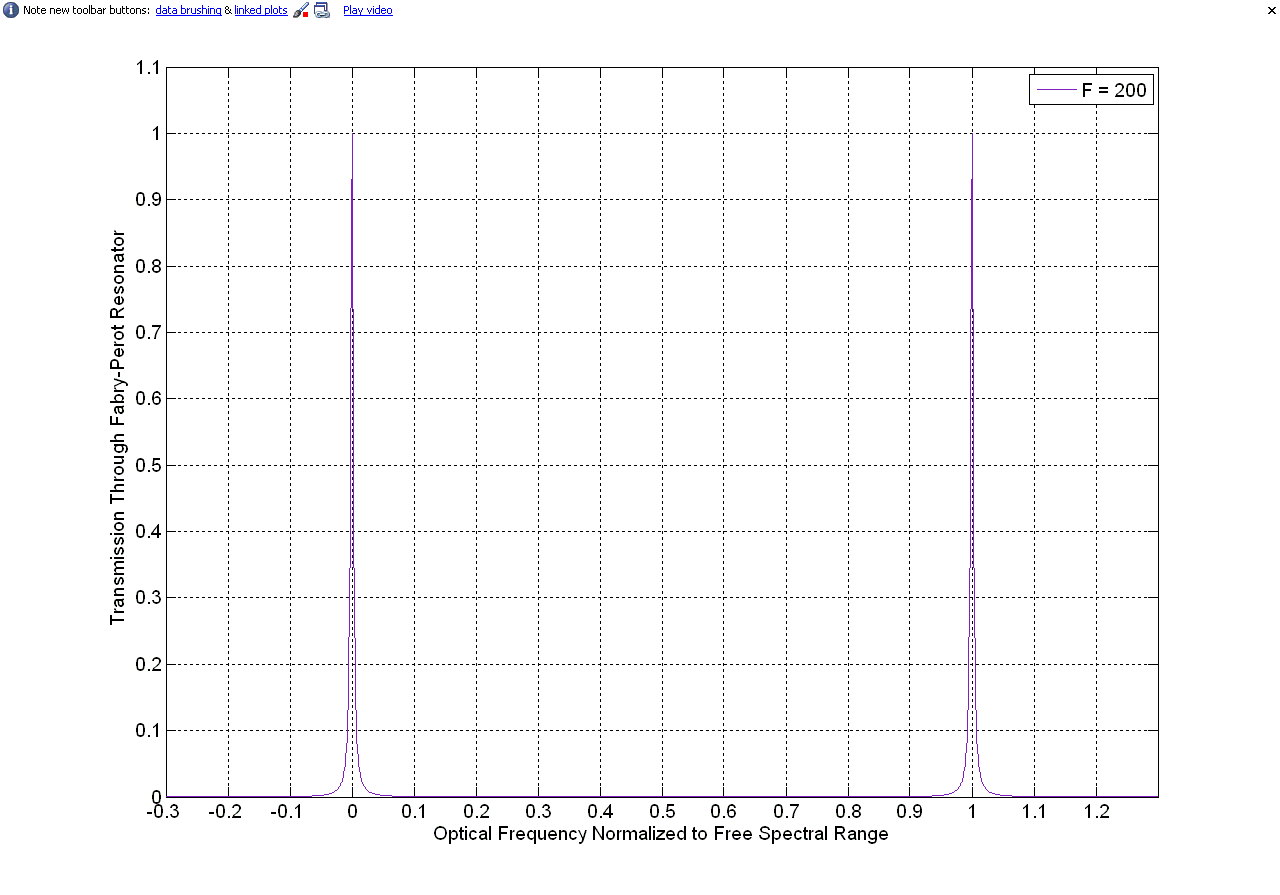 Note new toolbar buttons: data brushing & linked plots Play video
1.1
F = 200
1
0.9
0.8
0.7
0.6
0.5
0.4
0.3
0.2
0.1
0
Transmission Through Fabry-Perot Resonator
-0.3 -0.2 -0.1 0 0.1 0.2 0.3 0.4 0.5 0.6 0.7 0.8 0.9 1 1.1 1.2
Optical Frequency Normalized to Free Spectral Range